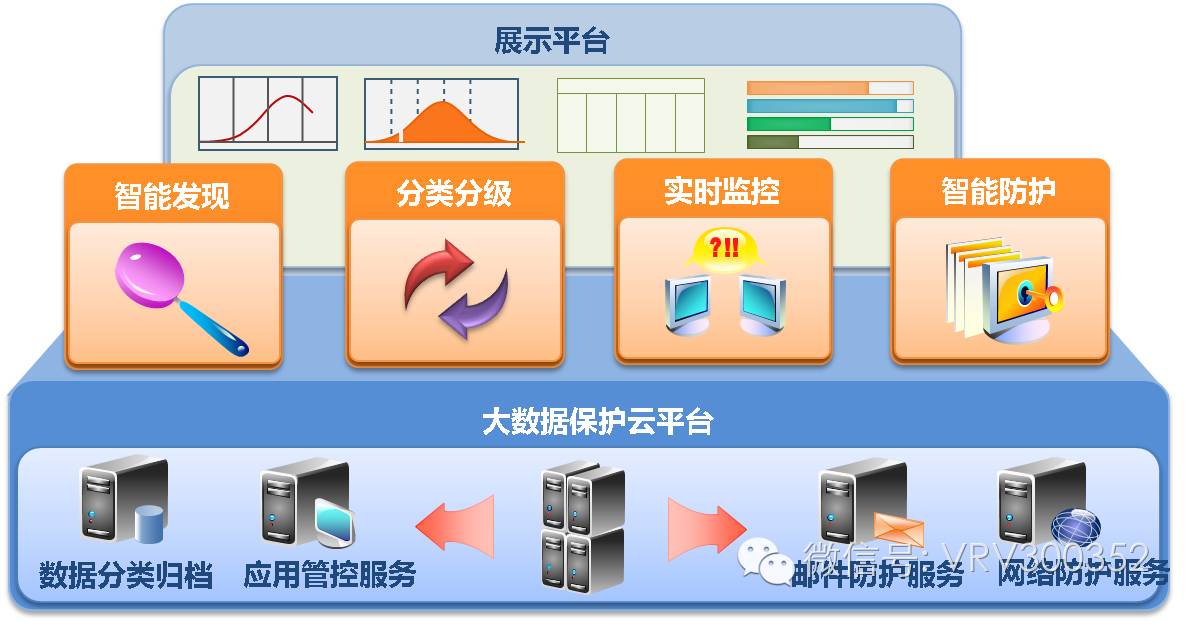 展示平台
智能发现
分类分级
实时监控
智能防护
?!!
大数据保护云平台
数据分类归档
应用管控服务
邮件防护服务
网络防护服务
微信号: VRV300352